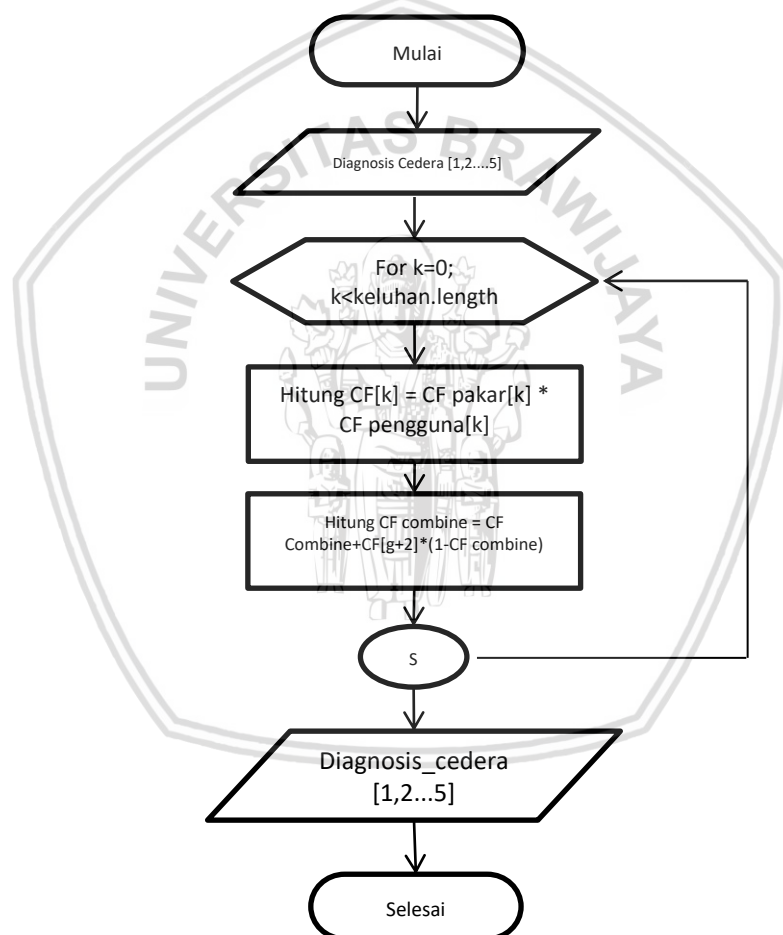 Mulai
UNIVERSITAS BRAWIJAYA
Diagnosis Cedera [1,2....5]
For k=0;
k<keluhan.length
Hitung CF[k] = CF pakar[k] *
CF pengguna[k]
Hitung CF combine = CF
Combine+CF[g+2]*(1-CF combine)
S
Diagnosis_cedera
[1,2...5]
Selesai